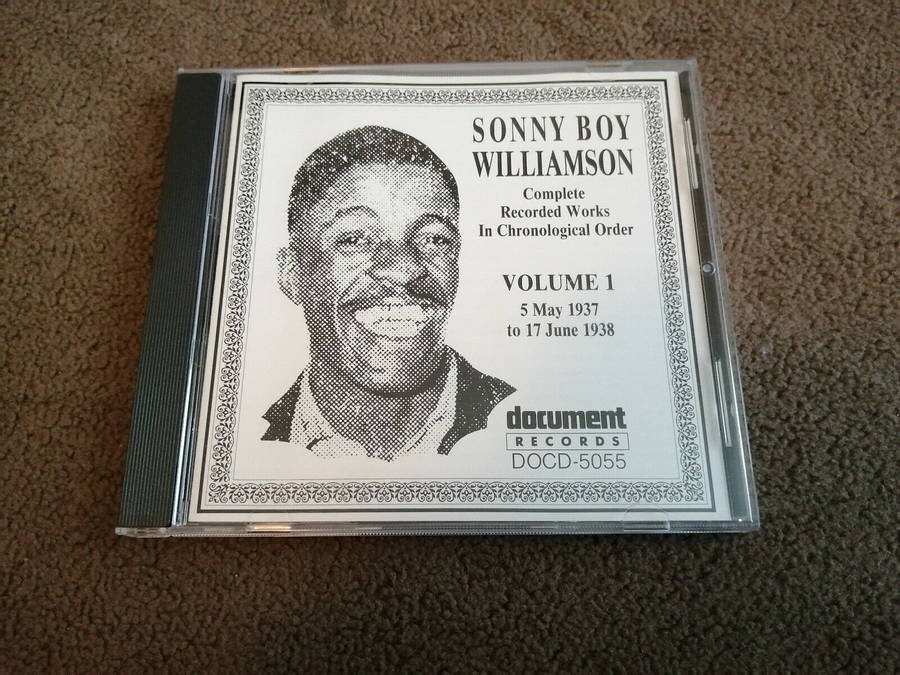 SONNY BOY
WILLIAMSON
Complete
Recorded Works
In Chronological Order
VOLUME 1
5 May 1937
to 17 June 1938
document
RECORDS
DOCD-5055